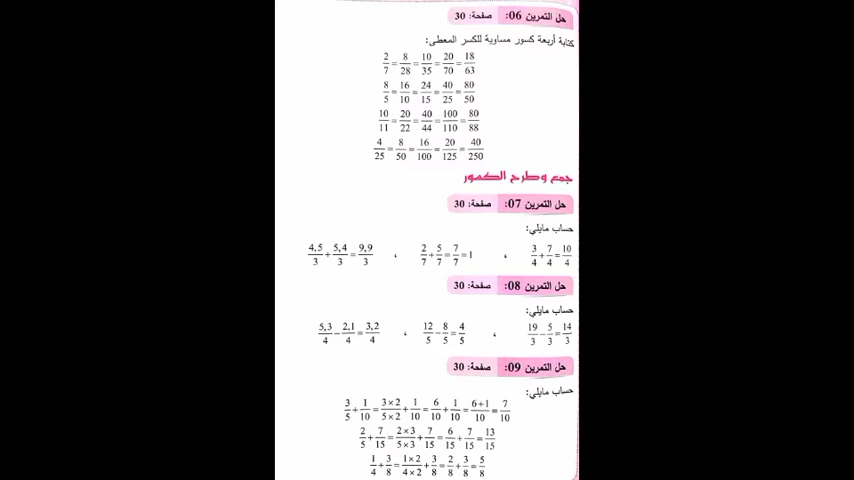 حل التمرين 06: صفحة: 30
كتابة أربعة كسور مساوية للكسر المعطى:
2/7 = 8/28 = 10/35 = 20/70 = 18/63
8/5 = 16/10 = 24/15 = 40/25 = 80/50
10/11 = 20/22 = 40/44 = 100/110 = 80/88
4/25 = 8/50 = 16/100 = 20/125 = 40/250
جمع وطرح الكسور
حل التمرين 07: صفحة: 30
حساب مايلي:
3/4 + 7/4 = 10/4 ، 2/7 + 5/7 = 7/7 = 1 ، 4,5/3 + 5,4/3 = 9,9/3
حل التمرين 08: صفحة: 30
حساب مايلي:
19/3 − 5/3 = 14/3 ، 12/5 − 8/5 = 4/5 ، 5,3/4 − 2,1/4 = 3,2/4
حل التمرين 09: صفحة: 30
حساب مايلي:
3/5 + 1/10 = 3×2/5×2 + 1/10 = 6/10 + 1/10 = 6+1/10 = 7/10
2/5 + 7/15 = 2×3/5×3 + 7/15 = 6/15 + 7/15 = 13/15
1/4 + 3/8 = 1×2/4×2 + 3/8 = 2/8 + 3/8 = 5/8